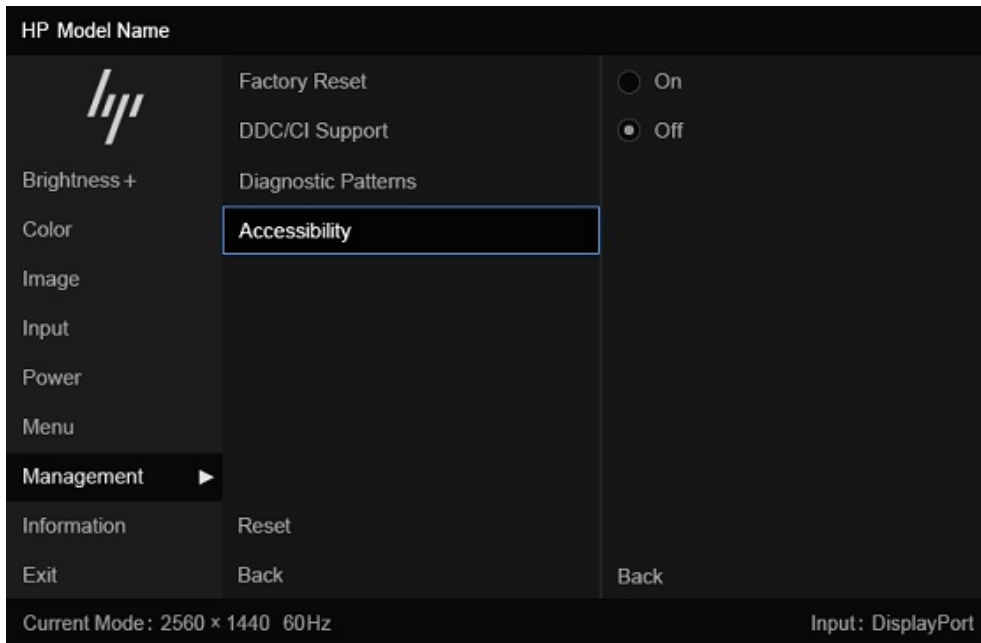 HP Model Name
hp
Brightness+
Color
Image
Input
Power
Menu
Management
Information
Exit
Factory Reset
DDC/CI Support
Diagnostic Patterns
Accessibility
Reset
Back
On
Off
Back
Current Mode: 2560 × 1440 60Hz
Input: DisplayPort